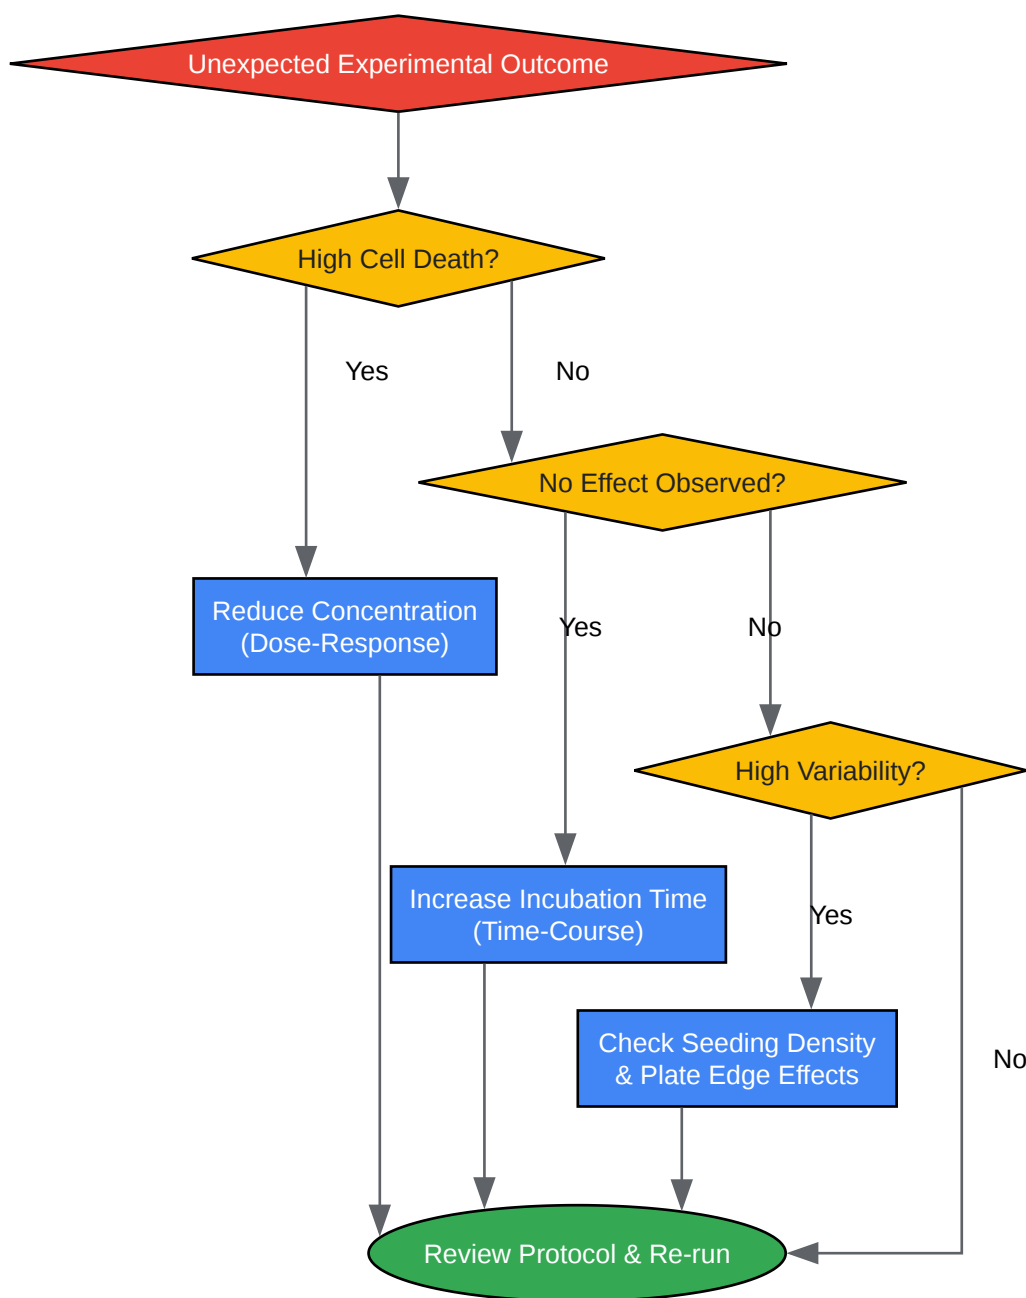 Unexpected Experimental Outcome
High Cell Death?
Yes
No
No Effect Observed?
Reduce Concentration
(Dose-Response)
Yes
No
High Variability?
Increase Incubation Time
(Time-Course)
Yes
Check Seeding Density
& Plate Edge Effects
No
Review Protocol & Re-run